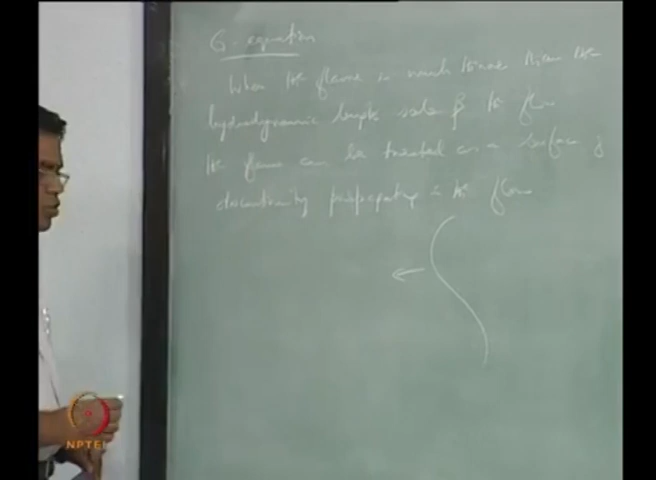 G-equation
When the flame is much thinner than the
hydrodynamic length scales of the flow
the flame can be treated as a surface of
discontinuity propagating in the flow
NPTEL